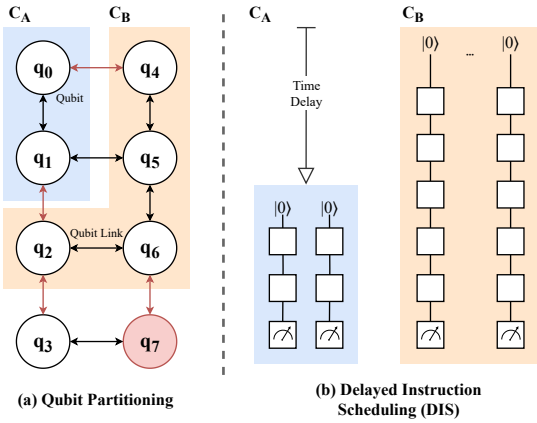 C_A
C_B
q_0
q_4
Qubit
q_1
q_5
Qubit Link
q_2
q_6
q_3
q_7
(a) Qubit Partitioning
C_A
C_B
Time
Delay
|0⟩ |0⟩
|0⟩ ... |0⟩
(b) Delayed Instruction
Scheduling (DIS)